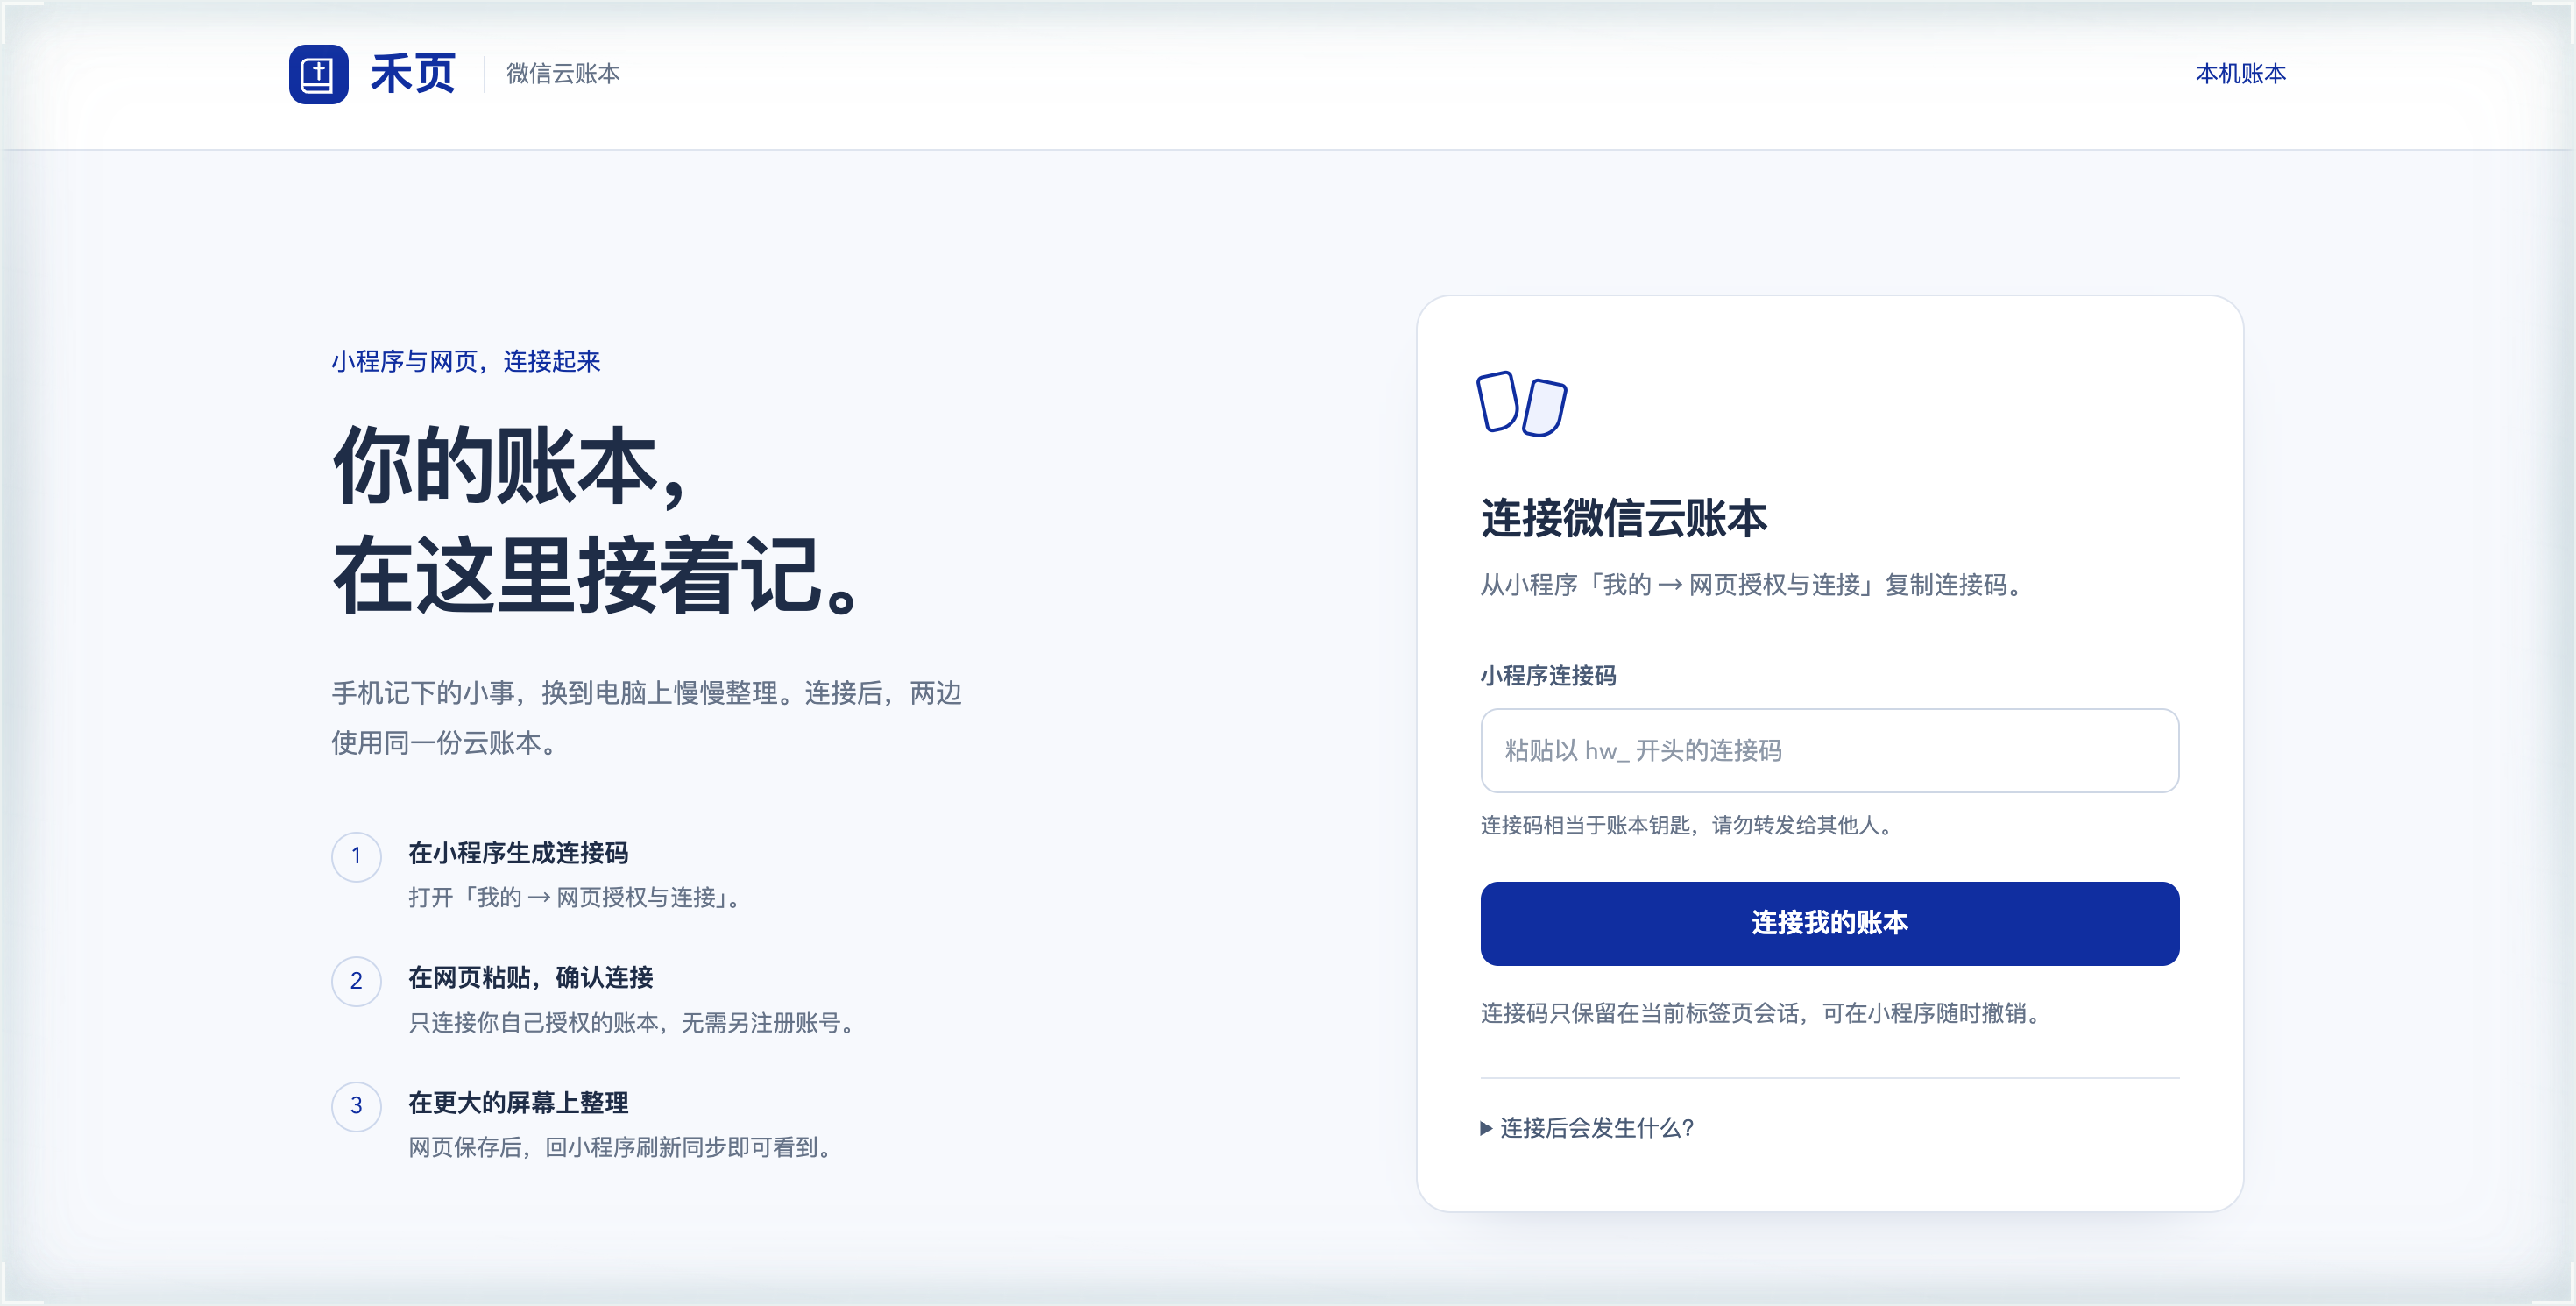 禾页
微信云账本
本机账本
小程序与网页，连接起来
你的账本，
在这里接着记。
手机记下的小事，换到电脑上慢慢整理。连接后，两边
使用同一份云账本。
1
在小程序生成连接码
打开「我的 → 网页授权与连接」。
2
在网页粘贴，确认连接
只连接你自己授权的账本，无需另注册账号。
3
在更大的屏幕上整理
网页保存后，回小程序刷新同步即可看到。
连接微信云账本
从小程序「我的 → 网页授权与连接」复制连接码。
小程序连接码
粘贴以 hw_ 开头的连接码
连接码相当于账本钥匙，请勿转发给其他人。
连接我的账本
连接码只保留在当前标签页会话，可在小程序随时撤销。
连接后会发生什么？